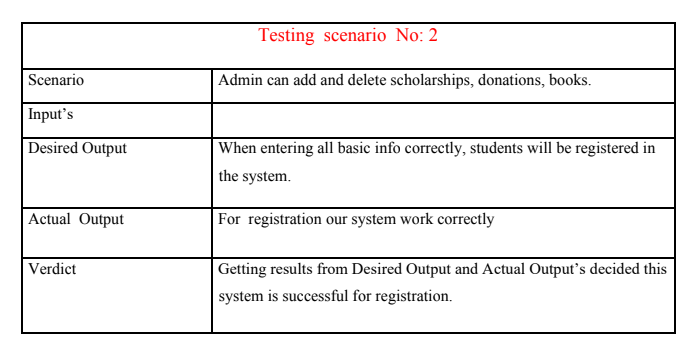 Testing scenario No: 2
Scenario
Admin can add and delete scholarships, donations, books.
Input's
Desired Output
When entering all basic info correctly, students will be registered in
the system.
Actual Output
For registration our system work correctly
Verdict
Getting results from Desired Output and Actual Output's decided this
system is successful for registration.